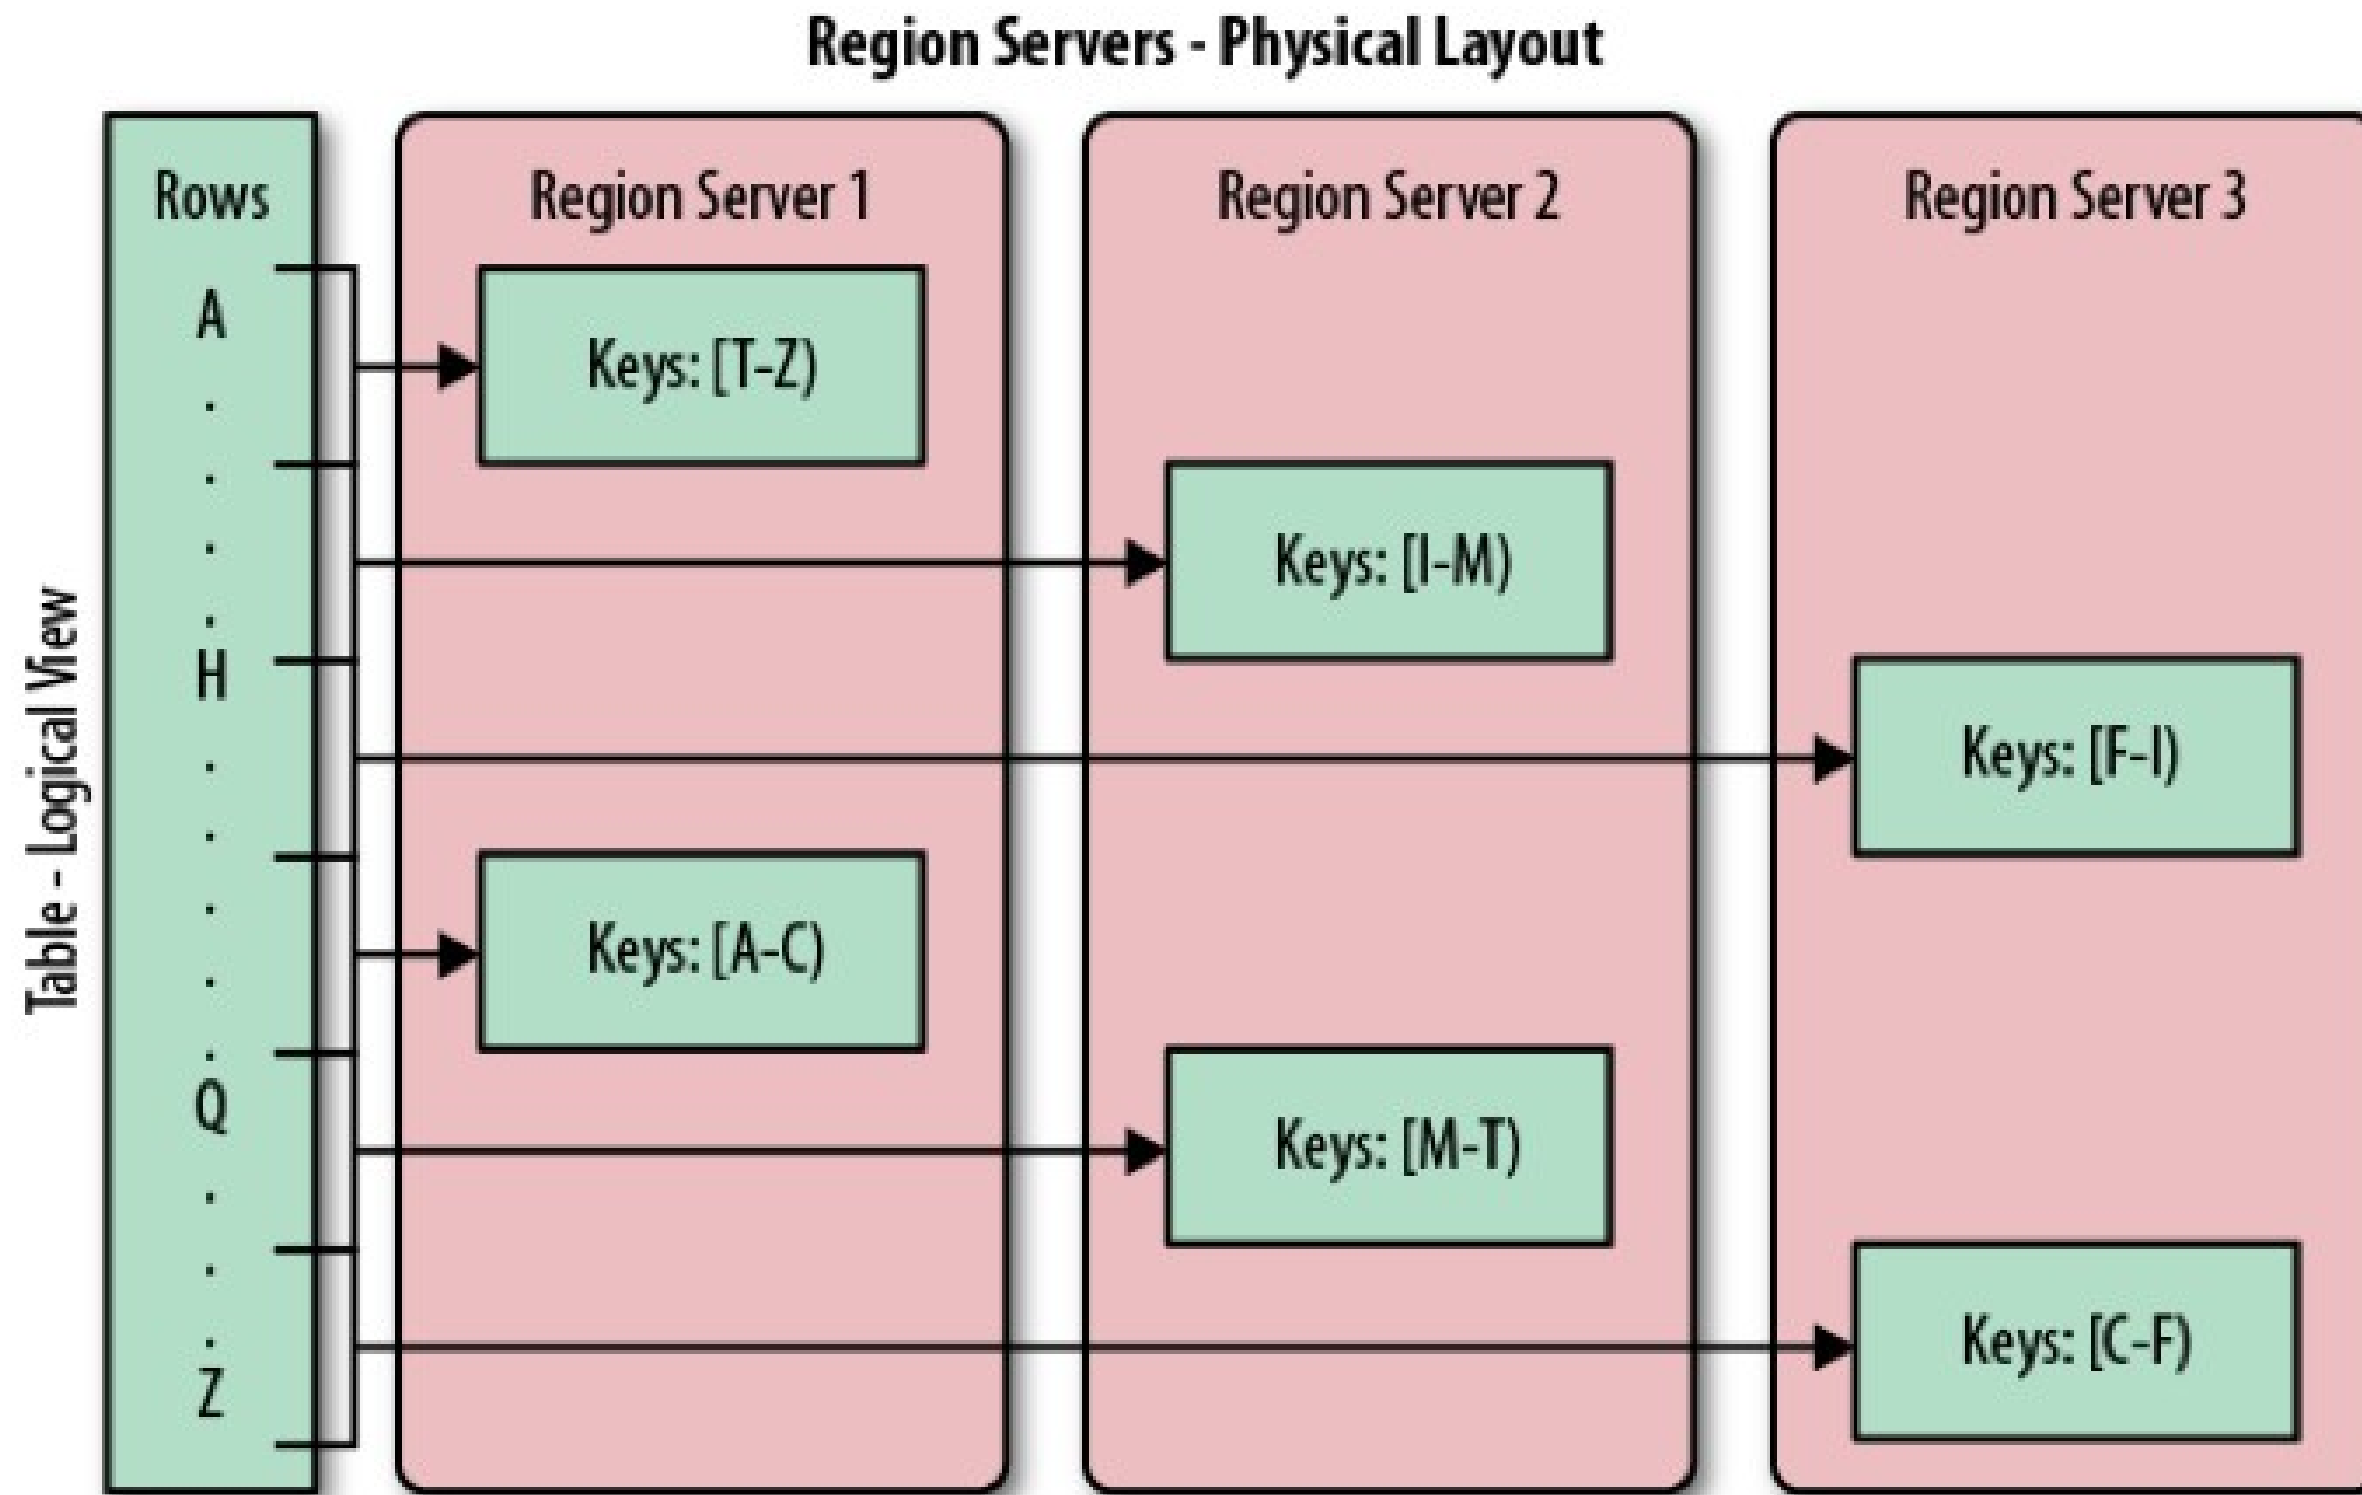 Region Servers - Physical Layout
Table - Logical View
Rows
A
.
.
.
.
H
.
.
.
.
.
Q
.
.
.
Z
Region Server 1
Keys: [T-Z)
Keys: [A-C)
Region Server 2
Keys: [I-M)
Keys: [M-T)
Region Server 3
Keys: [F-I)
Keys: [C-F)